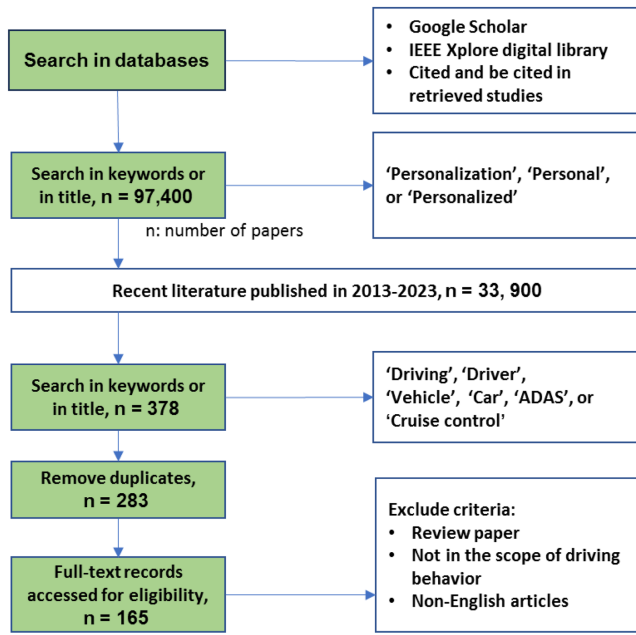 Search in databases
• Google Scholar
• IEEE Xplore digital library
• Cited and be cited in
retrieved studies
Search in keywords or
in title, n = 97,400
‘Personalization’, ‘Personal’,
or ‘Personalized’
n: number of papers
Recent literature published in 2013-2023, n = 33, 900
Search in keywords or
in title, n = 378
‘Driving’, ‘Driver’,
‘Vehicle’, ‘Car’, ‘ADAS’, or
‘Cruise control’
Remove duplicates,
n = 283
Exclude criteria:
• Review paper
• Not in the scope of driving
behavior
• Non-English articles
Full-text records
accessed for eligibility,
n = 165